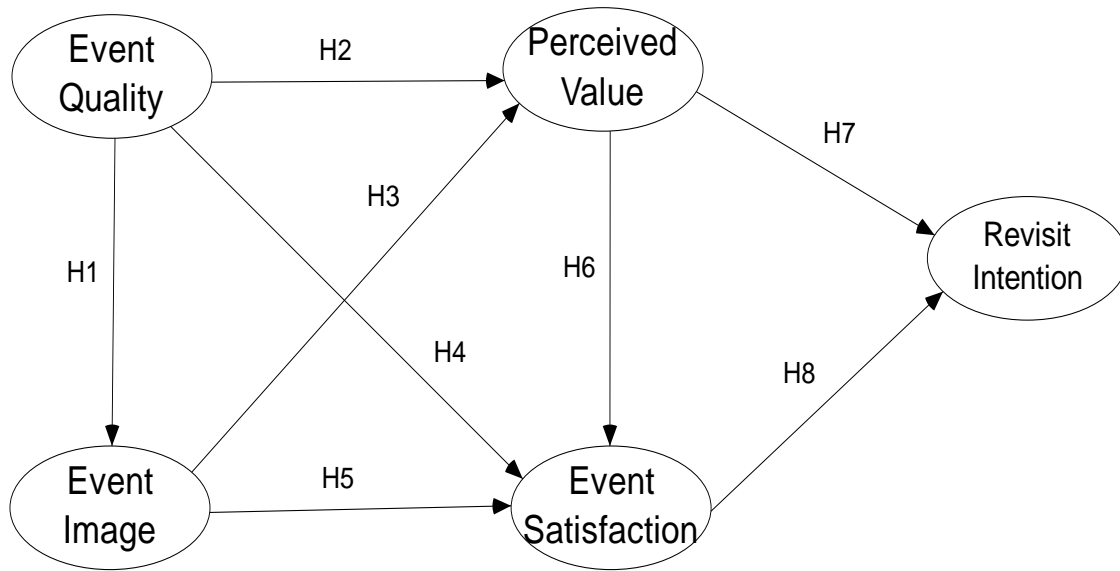 Event
Quality
H2
Perceived
Value
H7
H3
H1
H6
Revisit
Intention
H4
H8
Event
Image
H5
Event
Satisfaction